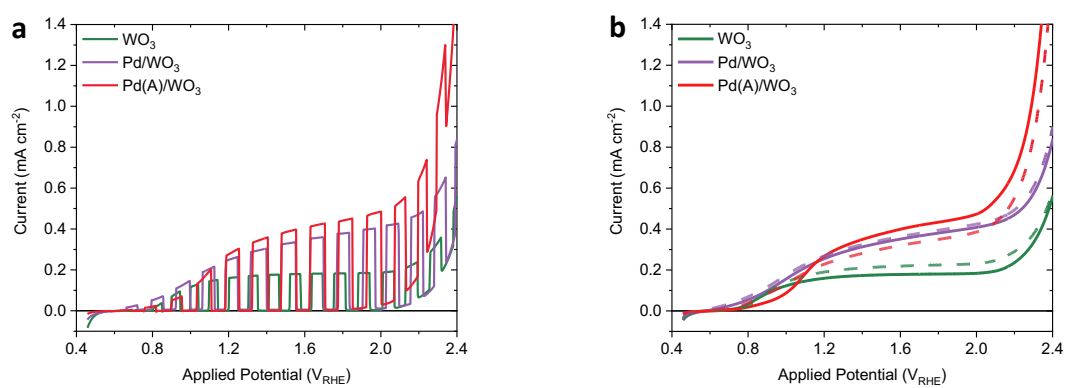 a
1.4
1.2
1.0
0.8
0.6
0.4
0.2
0.0
Current (mA cm⁻²)
WO₃
Pd/WO₃
Pd(A)/WO₃
0.4 0.8 1.2 1.6 2.0 2.4
Applied Potential (V_RHE)
b
1.4
1.2
1.0
0.8
0.6
0.4
0.2
0.0
Current (mA cm⁻²)
WO₃
Pd/WO₃
Pd(A)/WO₃
0.4 0.8 1.2 1.6 2.0 2.4
Applied Potential (V_RHE)